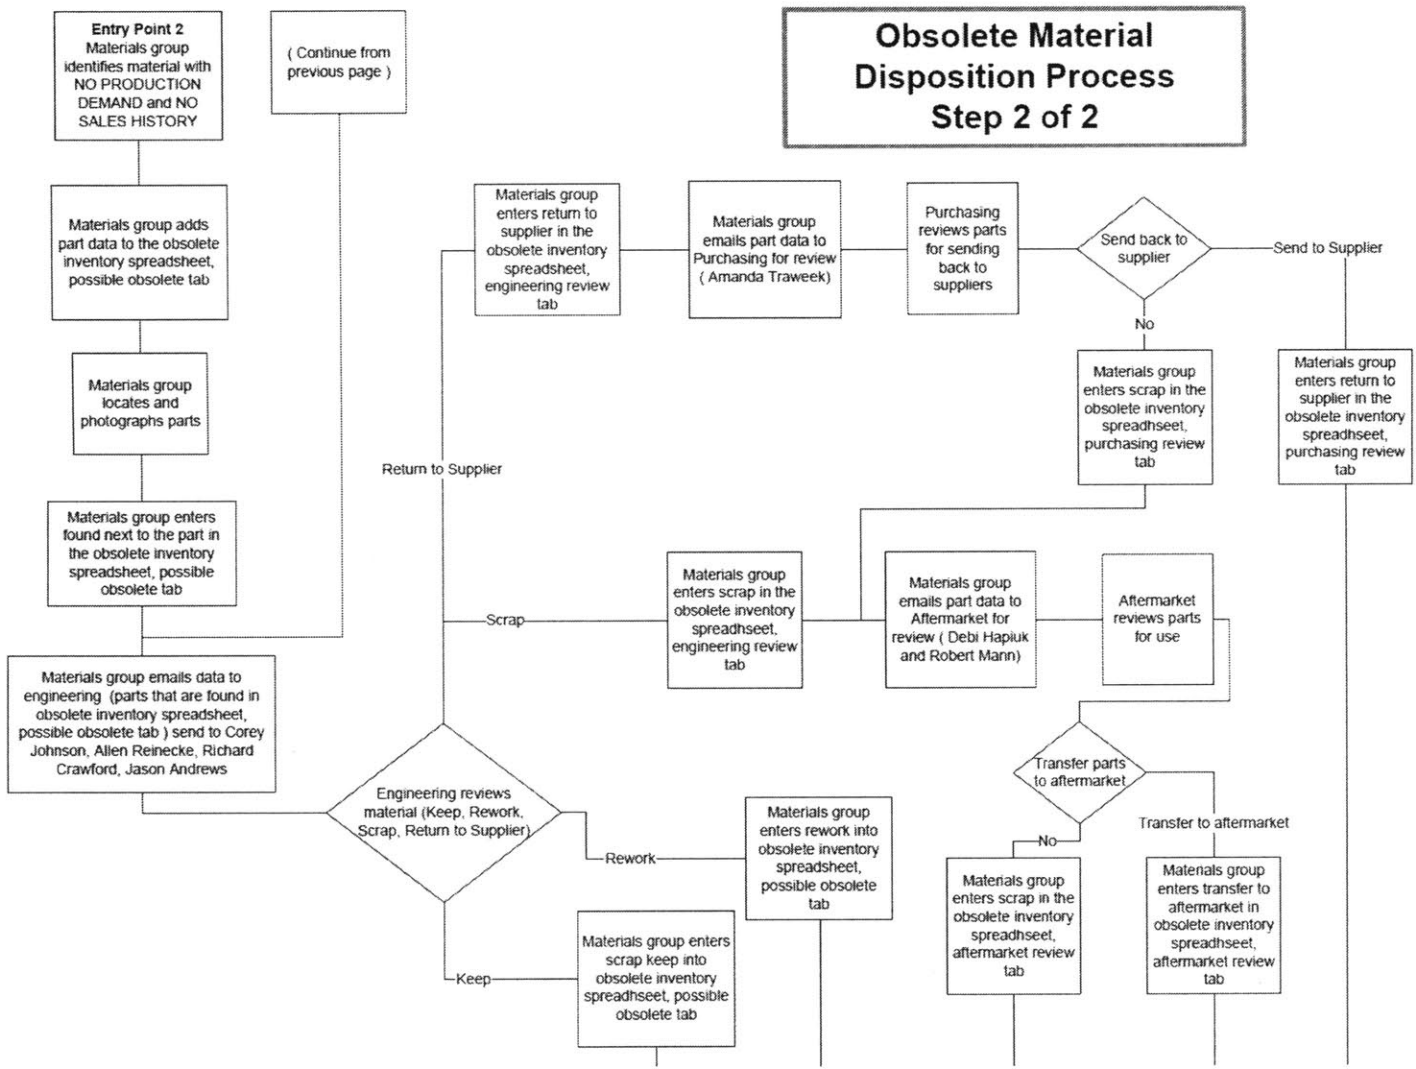 Entry Point 2
Materials group
identifies material with
NO PRODUCTION
DEMAND and NO
SALES HISTORY
( Continue from
previous page )
Obsolete Material
Disposition Process
Step 2 of 2
Materials group adds
part data to the obsolete
inventory spreadsheet,
possible obsolete tab
Materials group
locates and
photographs parts
Materials group enters
found next to the part in
the obsolete inventory
spreadsheet, possible
obsolete tab
Materials group emails data to
engineering (parts that are found in
obsolete inventory spreadsheet,
possible obsolete tab ) send to Corey
Johnson, Allen Reinecke, Richard
Crawford, Jason Andrews
Engineering reviews
material (Keep, Rework,
Scrap, Return to Supplier)
Return to Supplier
Materials group
enters return to
supplier in the
obsolete inventory
spreadsheet,
engineering review
tab
Materials group
emails part data to
Purchasing for review
( Amanda Traweek)
Purchasing
reviews parts
for sending
back to
suppliers
Send back to
supplier
Send to Supplier
No
Materials group
enters scrap in the
obsolete inventory
spreadhseet,
purchasing review
tab
Materials group
enters return to
supplier in the
obsolete inventory
spreadhseet,
purchasing review
tab
Scrap
Materials group
enters scrap in the
obsolete inventory
spreadhseet,
engineering review
tab
Materials group
emails part data to
Aftermarket for
review ( Debi Hapiuk
and Robert Mann)
Aftermarket
reviews parts
for use
Transfer parts
to aftermarket
No
Transfer to aftermarket
Materials group
enters scrap in the
obsolete inventory
spreadhseet,
aftermarket review
tab
Materials group
enters transfer to
aftermarket in
obsolete inventory
spreadhseet,
aftermarket review
tab
Rework
Materials group
enters rework into
obsolete inventory
spreadhseet,
possible obsolete
tab
Keep
Materials group enters
scrap keep into
obsolete inventory
spreadhseet, possible
obsolete tab